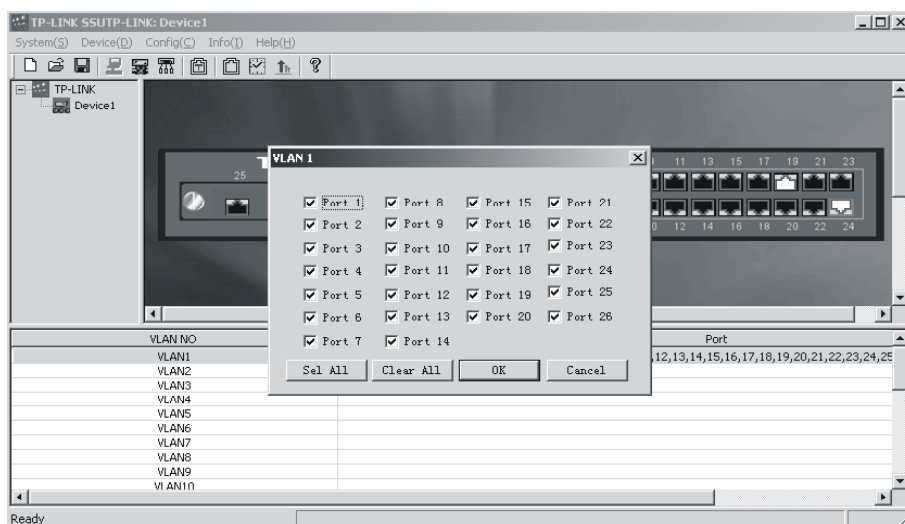 TP-LINK SSUTP-LINK: Device1
System(S) Device(D) Config(C) Info(I) Help(H)
TP-LINK
Device1
25
11 13 15 17 19 21 23
12 14 16 18 20 22 24
VLAN 1
Port 1 Port 8 Port 15 Port 21
Port 2 Port 9 Port 16 Port 22
Port 3 Port 10 Port 17 Port 23
Port 4 Port 11 Port 18 Port 24
Port 5 Port 12 Port 19 Port 25
Port 6 Port 13 Port 20 Port 26
Port 7 Port 14
Sel All Clear All OK Cancel
VLAN NO Port
VLAN1 ,12,13,14,15,16,17,18,19,20,21,22,23,24,25
VLAN2
VLAN3
VLAN4
VLAN5
VLAN6
VLAN7
VLAN8
VLAN9
VLAN10
Ready